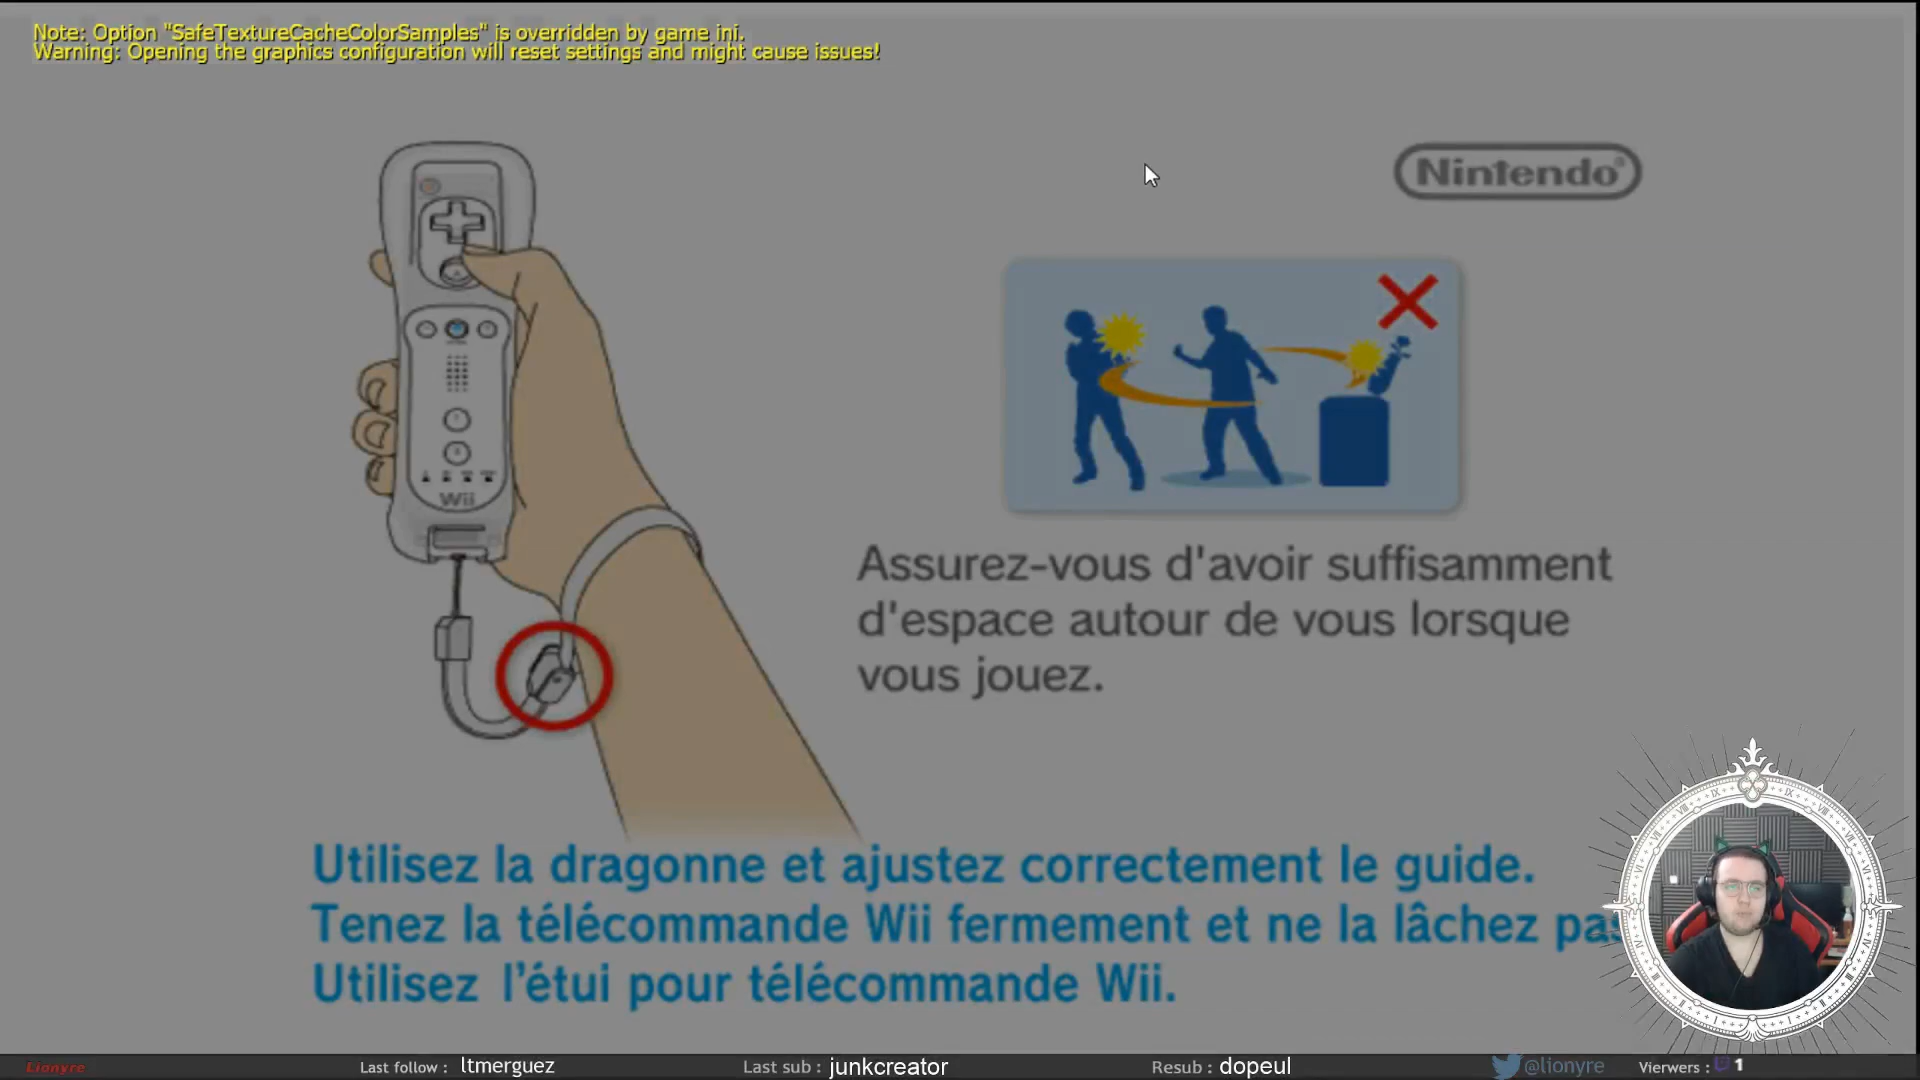 Note: Option "SafeTextureCacheColorSamples" is overridden by game ini.
Warning: Opening the graphics configuration will reset settings and might cause issues!
Nintendo®
Wii
Assurez-vous d'avoir suffisamment
d'espace autour de vous lorsque
vous jouez.
Utilisez la dragonne et ajustez correctement le guide.
Tenez la télécommande Wii fermement et ne la lâchez pas
Utilisez l'étui pour télécommande Wii.
Lionyre
Last follow : ltmerguez
Last sub : junkcreator
Resub : dopeul
@lionyre
Vierwers : 1